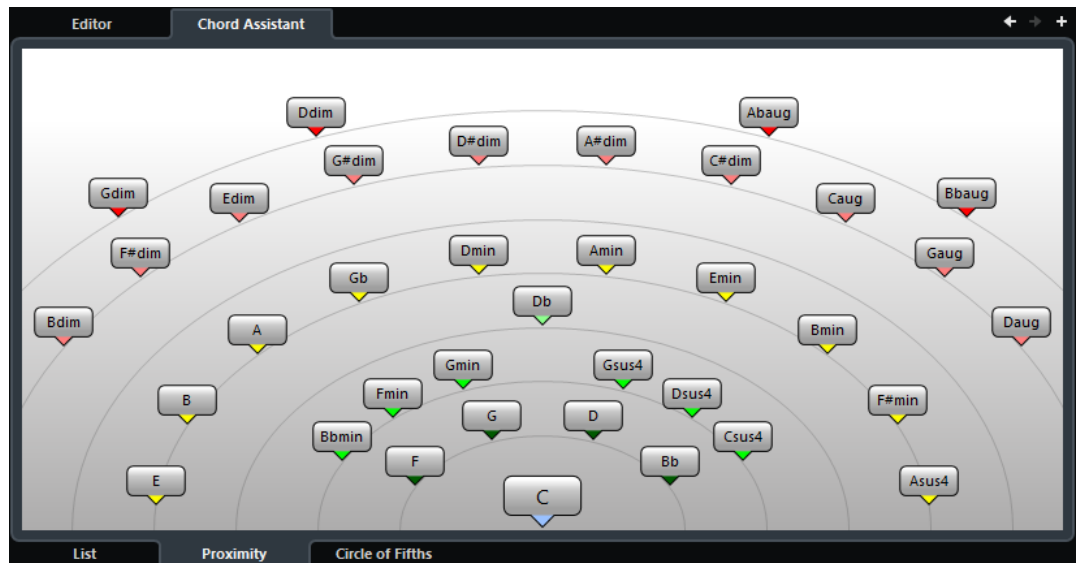 Editor
Chord Assistant
Ddim
Abaug
D#dim
A#dim
G#dim
C#dim
Gdim
Edim
Caug
Bbaug
F#dim
Dmin
Amin
Gaug
Gb
Emin
Db
Bdim
A
Bmin
Daug
Gmin
Gsus4
Fmin
Dsus4
B
F#min
G
D
Bbmin
Csus4
F
Bb
E
Asus4
C
List
Proximity
Circle of Fifths